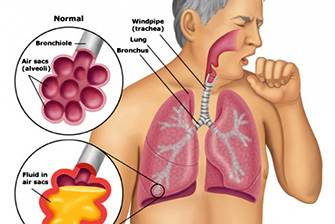 Normal
Bronchiole
Air sacs
(alveoli)
Windpipe
(trachea)
Lung
Bronchus
Fluid in
air sacs